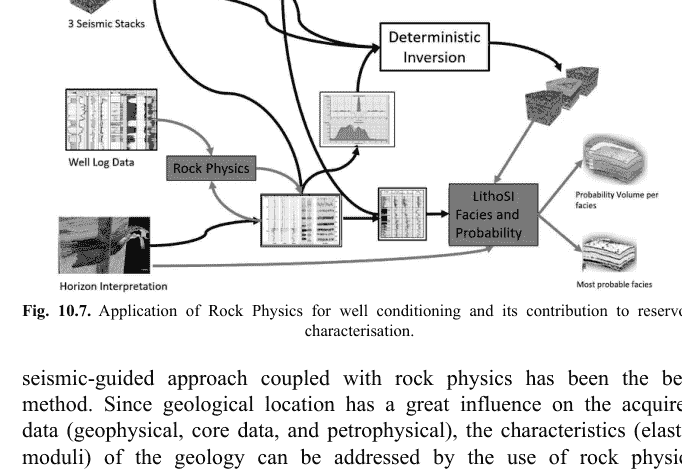 3 Seismic Stacks
Deterministic
Inversion
Well Log Data
Rock Physics
LithoSI
Facies and
Probability
Probability Volume per
facies
Horizon Interpretation
Most probable facies
Fig. 10.7. Application of Rock Physics for well conditioning and its contribution to reservo
characterisation.
seismic-guided approach coupled with rock physics has been the be
method. Since geological location has a great influence on the acquire
data (geophysical, core data, and petrophysical), the characteristics (elast
moduli) of the geology can be addressed by the use of rock physic